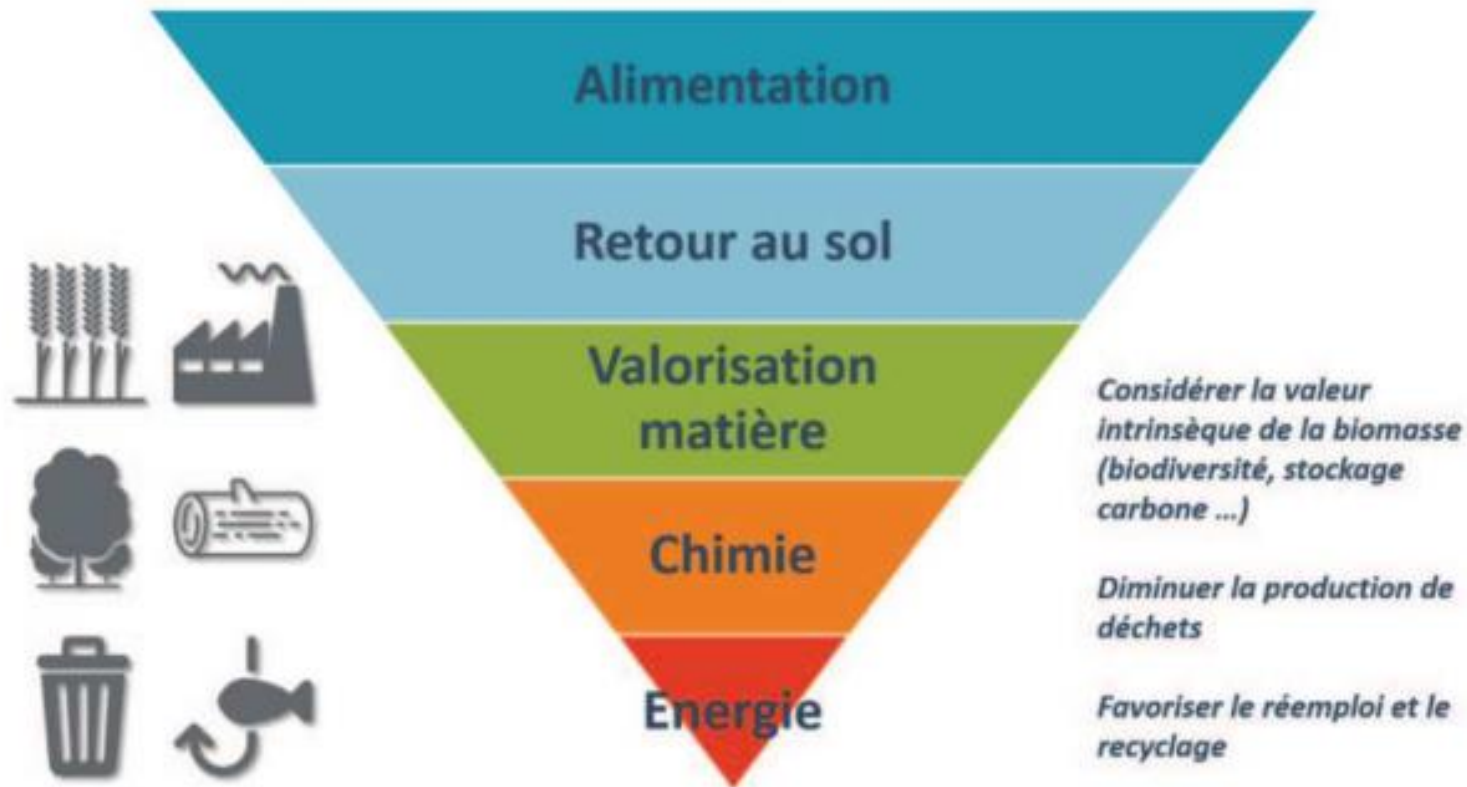 Alimentation
Retour au sol
Valorisation
matière
Chimie
Energie
Considérer la valeur
intrinsèque de la biomasse
(biodiversité, stockage
carbone ...)
Diminuer la production de
déchets
Favoriser le réemploi et le
recyclage